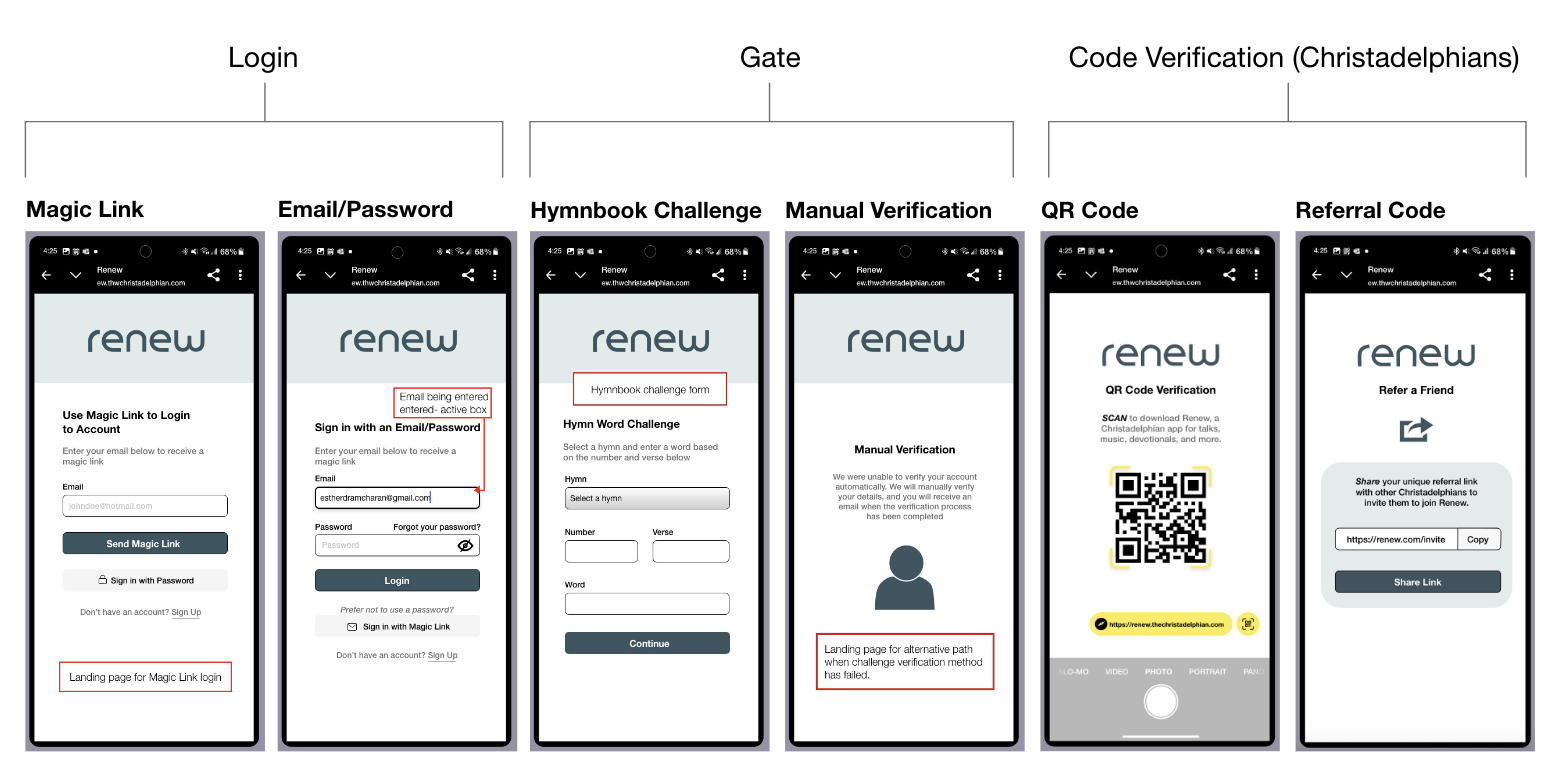 Login
Gate
Code Verification (Christadelphians)
Magic Link
4:25
68%
Renew
ew.thwchristadelphian.com
renew
Use Magic Link to Login
to Account
Enter your email below to receive a
magic link
Email
johndoe@hotmail.com
Send Magic Link
Sign in with Password
Don't have an account? Sign Up
Landing page for Magic Link login
Email/Password
4:25
68%
Renew
ew.thwchristadelphian.com
renew
Email being entered
entered- active box
Sign in with an Email/Password
Enter your email below to receive a
magic link
Email
estherdramcharan@gmail.com
Password
Forgot your password?
Password
Login
Prefer not to use a password?
Sign in with Magic Link
Don't have an account? Sign Up
Hymnbook Challenge
4:25
68%
Renew
ew.thwchristadelphian.com
renew
Hymnbook challenge form
Hymn Word Challenge
Select a hymn and enter a word based
on the number and verse below
Hymn
Select a hymn
Number
Verse
Word
Continue
Manual Verification
4:25
68%
Renew
ew.thwchristadelphian.com
renew
Manual Verification
We were unable to verify your account
automatically. We will manually verify
your details, and you will receive an
email when the verification process
has been completed
Landing page for alternative path
when challenge verification method
has failed.
QR Code
4:25
68%
Renew
ew.thwchristadelphian.com
renew
QR Code Verification
SCAN to download Renew, a
Christadelphian app for talks,
music, devotionals, and more.
https://renew.thechristadelphian.com
LO-MO
VIDEO
PHOTO
PORTRAIT
PAN
Referral Code
4:25
68%
Renew
ew.thwchristadelphian.com
renew
Refer a Friend
Share your unique referral link
with other Christadelphians to
invite them to join Renew.
https://renew.com/invite
Copy
Share Link